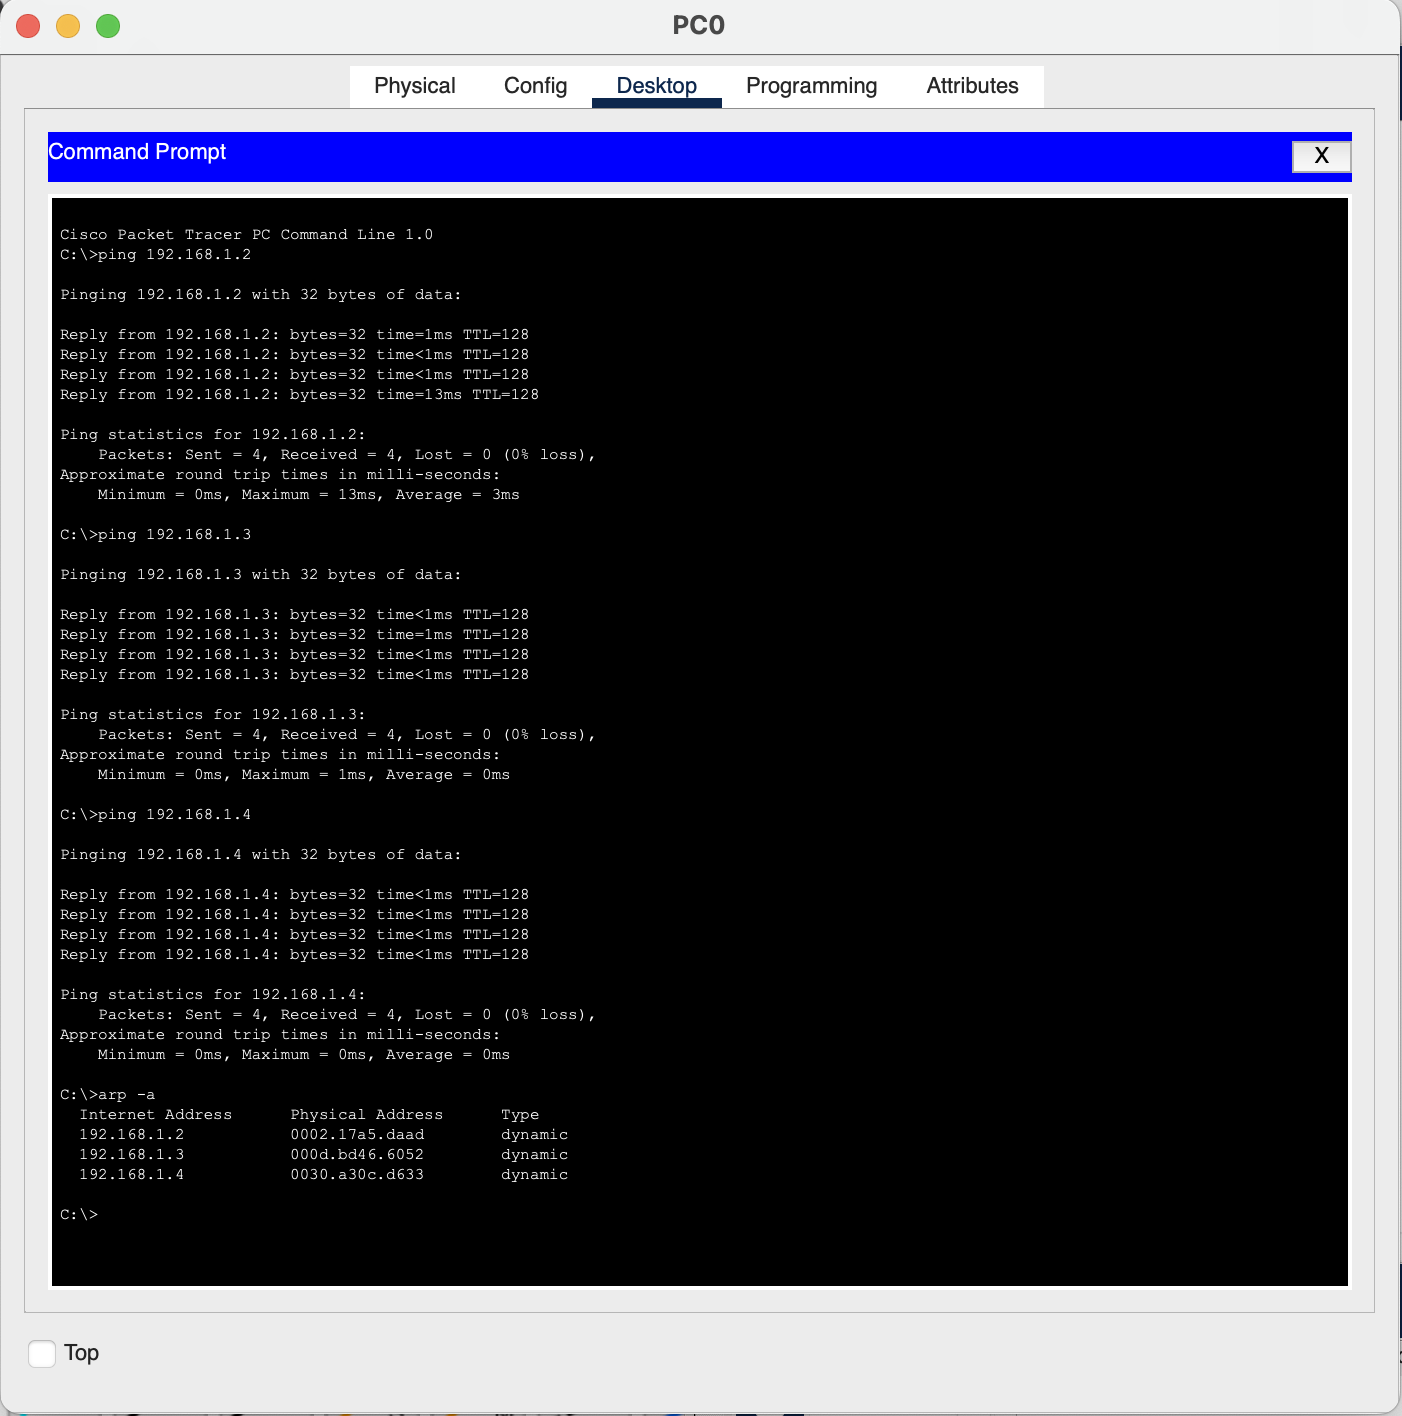 PC0
Physical Config Desktop Programming Attributes
Command Prompt X
Cisco Packet Tracer PC Command Line 1.0
C:\>ping 192.168.1.2
Pinging 192.168.1.2 with 32 bytes of data:
Reply from 192.168.1.2: bytes=32 time=1ms TTL=128
Reply from 192.168.1.2: bytes=32 time<1ms TTL=128
Reply from 192.168.1.2: bytes=32 time<1ms TTL=128
Reply from 192.168.1.2: bytes=32 time=13ms TTL=128
Ping statistics for 192.168.1.2:
Packets: Sent = 4, Received = 4, Lost = 0 (0% loss),
Approximate round trip times in milli-seconds:
Minimum = 0ms, Maximum = 13ms, Average = 3ms
C:\>ping 192.168.1.3
Pinging 192.168.1.3 with 32 bytes of data:
Reply from 192.168.1.3: bytes=32 time<1ms TTL=128
Reply from 192.168.1.3: bytes=32 time=1ms TTL=128
Reply from 192.168.1.3: bytes=32 time<1ms TTL=128
Reply from 192.168.1.3: bytes=32 time<1ms TTL=128
Ping statistics for 192.168.1.3:
Packets: Sent = 4, Received = 4, Lost = 0 (0% loss),
Approximate round trip times in milli-seconds:
Minimum = 0ms, Maximum = 1ms, Average = 0ms
C:\>ping 192.168.1.4
Pinging 192.168.1.4 with 32 bytes of data:
Reply from 192.168.1.4: bytes=32 time<1ms TTL=128
Reply from 192.168.1.4: bytes=32 time<1ms TTL=128
Reply from 192.168.1.4: bytes=32 time<1ms TTL=128
Reply from 192.168.1.4: bytes=32 time<1ms TTL=128
Ping statistics for 192.168.1.4:
Packets: Sent = 4, Received = 4, Lost = 0 (0% loss),
Approximate round trip times in milli-seconds:
Minimum = 0ms, Maximum = 0ms, Average = 0ms
C:\>arp -a
Internet Address Physical Address Type
192.168.1.2 0002.17a5.daad dynamic
192.168.1.3 000d.bd46.6052 dynamic
192.168.1.4 0030.a30c.d633 dynamic
C:\>
Top